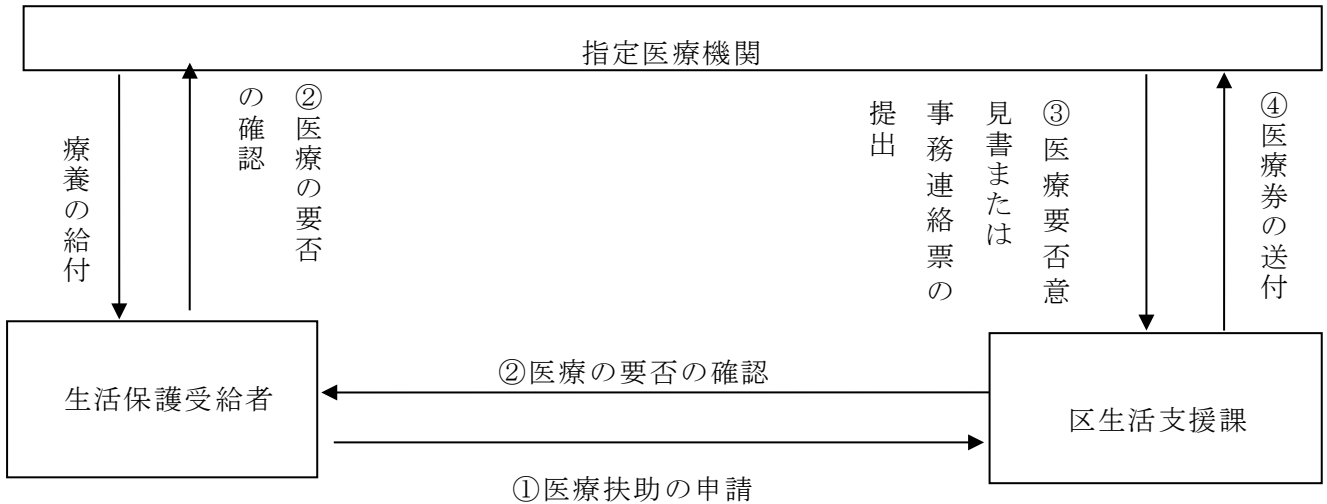 指定医療機関
療養の給付
②医療の要否
の確認
③医療要否意
見書または
事務連絡票の
提出
④医療券の送付
生活保護受給者
②医療の要否の確認
区生活支援課
①医療扶助の申請